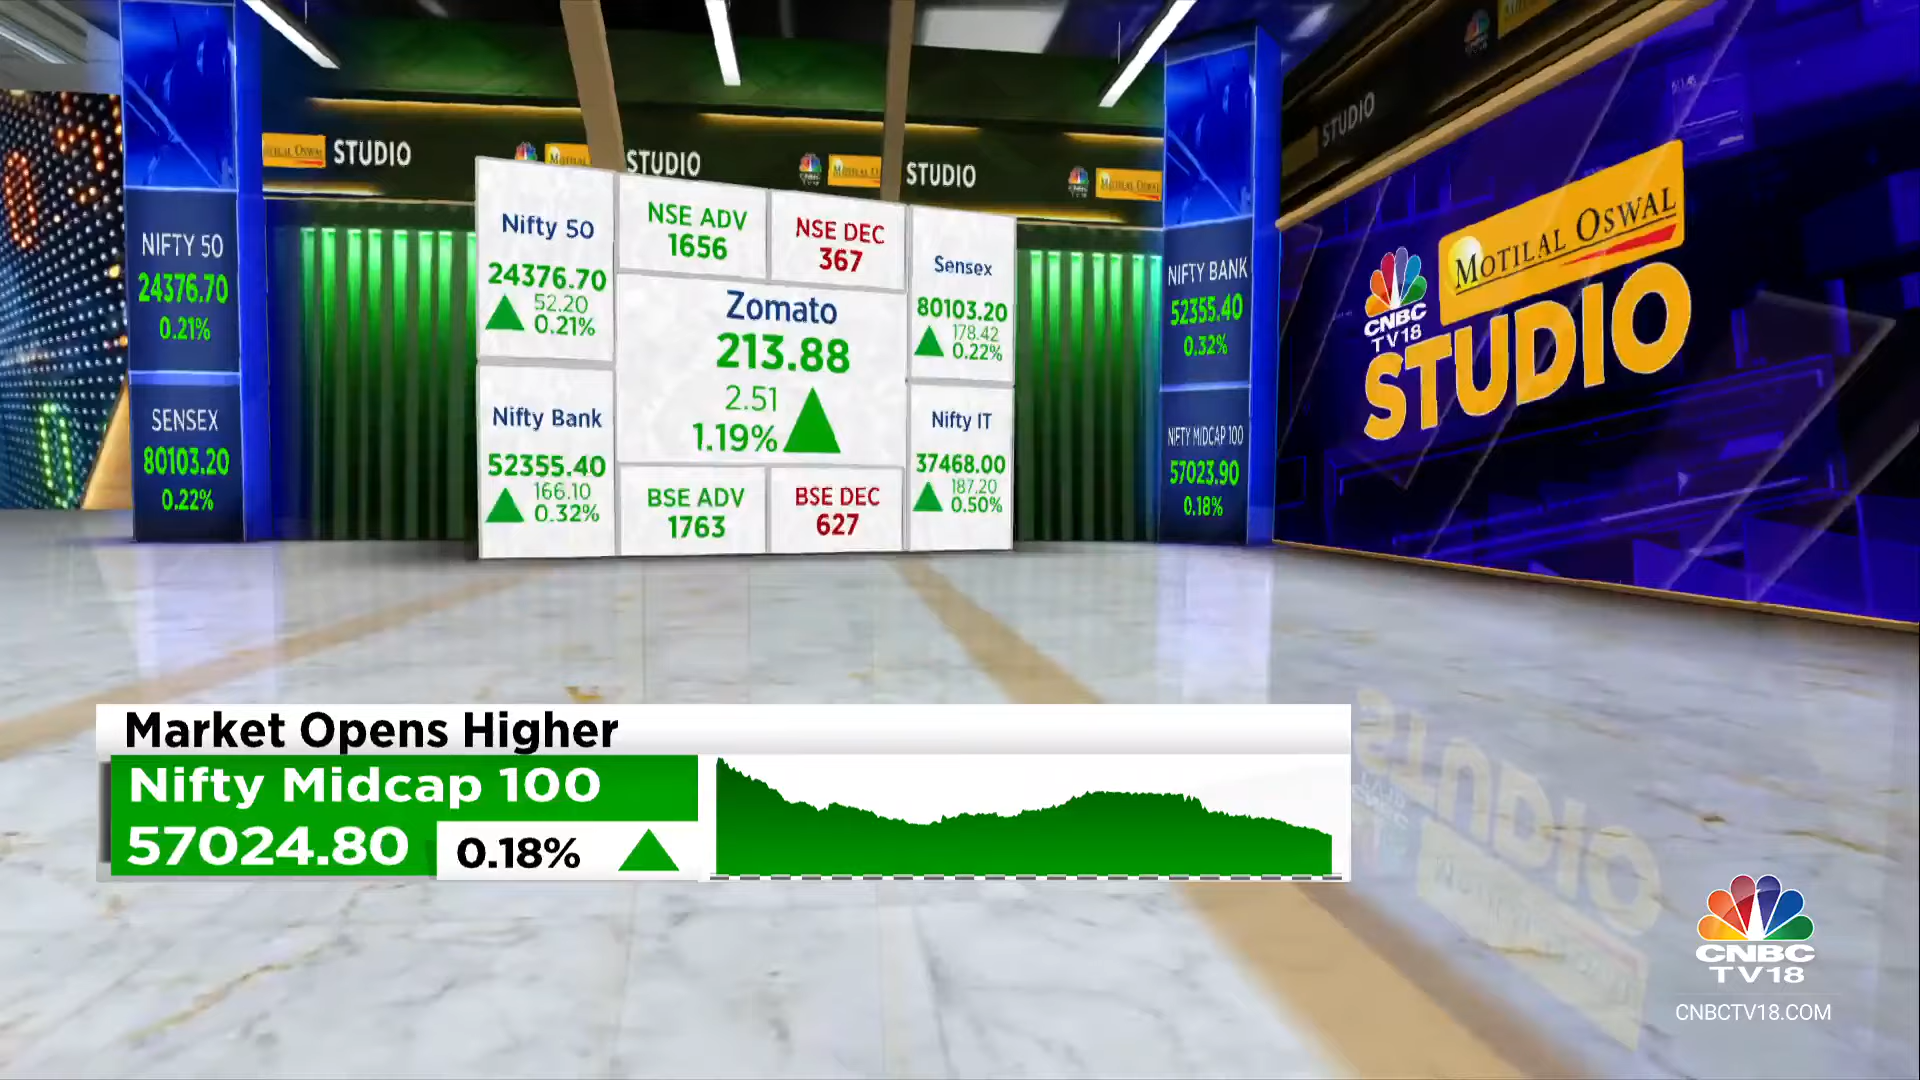 NIFTY 50
24376.70
0.21%
SENSEX
80103.20
0.22%
STUDIO
STUDIO
STUDIO
MOTILAL OSWAL
Nifty 50
24376.70
52.20
0.21%
Nifty Bank
52355.40
166.10
0.32%
NSE ADV
1656
NSE DEC
367
Zomato
213.88
2.51
1.19%
BSE ADV
1763
BSE DEC
627
Sensex
80103.20
178.42
0.22%
Nifty IT
37468.00
187.20
0.50%
NIFTY BANK
52355.40
0.32%
NIFTY MIDCAP 100
57023.90
0.18%
STUDIO
MOTILAL OSWAL
CNBC
TV18
STUDIO
Market Opens Higher
Nifty Midcap 100
57024.80
0.18%
CNBC
TV18
CNBCTV18.COM